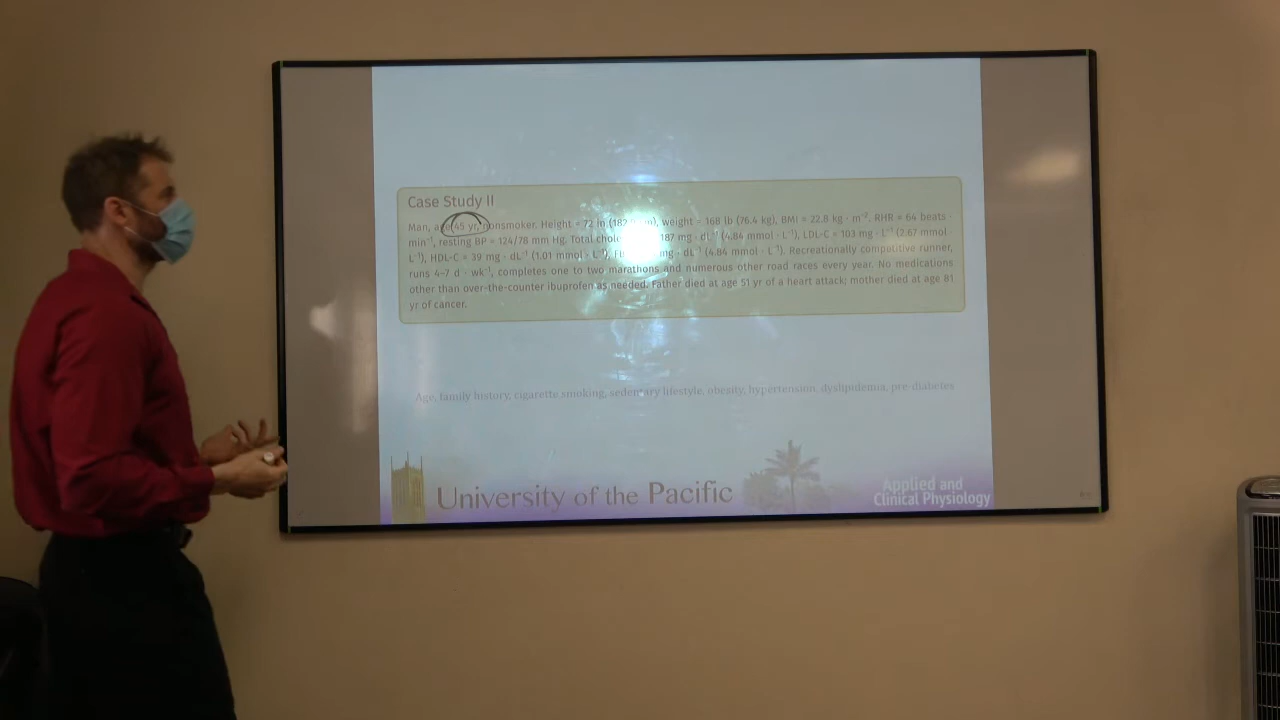 Case Study II
Man, 45 yr, nonsmoker. Height = 72 in (182 m), weight = 168 lb (76.4 kg), BMI = 22.8 kg · m⁻², RHR = 64 beats ·
min⁻¹, resting BP = 124/78 mm Hg. Total 187 mg · dL⁻¹ (4.84 mmol · L⁻¹), LDL-C = 103 mg · L⁻¹ (2.67 mmol ·
L⁻¹), HDL-C = 39 mg · dL⁻¹ (1.01 mmol · L⁻¹), mg · dL⁻¹ (4.84 mmol · L⁻¹). Recreationally competitive runner,
runs 4–7 d · wk⁻¹, completes one to two marathons and numerous other road races every year. No medications
other than over-the-counter ibuprofen as needed. Father died at age 51 yr of a heart attack; mother died at age 81
yr of cancer.
Age, family history, cigarette smoking, sedentary lifestyle, obesity, hypertension, dyslipidemia, pre-diabetes
University of the Pacific
Applied and
Clinical Physiology